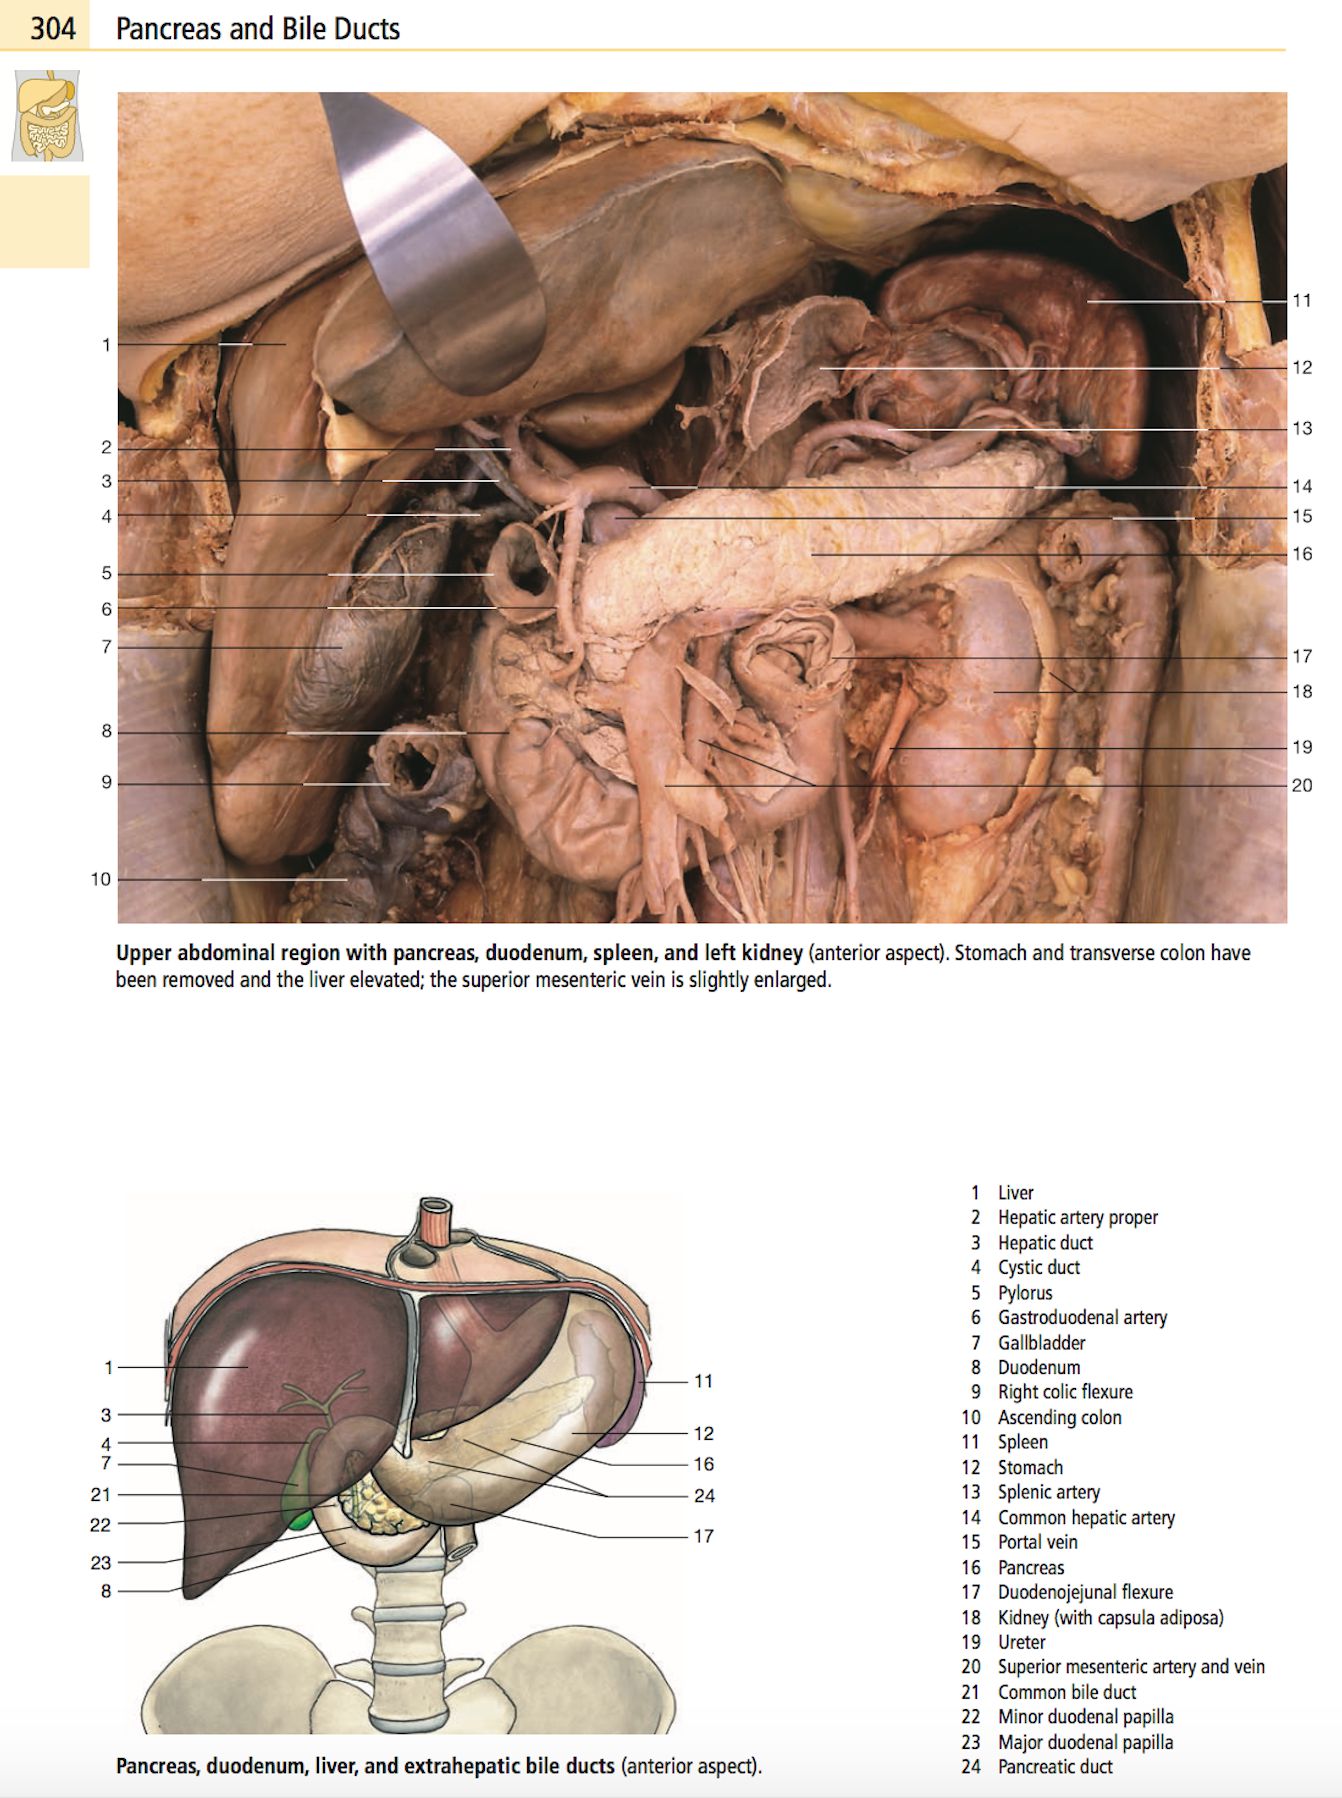 304 Pancreas and Bile Ducts
1
2
3
4
5
6
7
8
9
10
11
12
13
14
15
16
17
18
19
20
Upper abdominal region with pancreas, duodenum, spleen, and left kidney (anterior aspect). Stomach and transverse colon have
been removed and the liver elevated; the superior mesenteric vein is slightly enlarged.
1
3
4
7
21
22
23
8
11
12
16
24
17
Pancreas, duodenum, liver, and extrahepatic bile ducts (anterior aspect).
1 Liver
2 Hepatic artery proper
3 Hepatic duct
4 Cystic duct
5 Pylorus
6 Gastroduodenal artery
7 Gallbladder
8 Duodenum
9 Right colic flexure
10 Ascending colon
11 Spleen
12 Stomach
13 Splenic artery
14 Common hepatic artery
15 Portal vein
16 Pancreas
17 Duodenojejunal flexure
18 Kidney (with capsula adiposa)
19 Ureter
20 Superior mesenteric artery and vein
21 Common bile duct
22 Minor duodenal papilla
23 Major duodenal papilla
24 Pancreatic duct